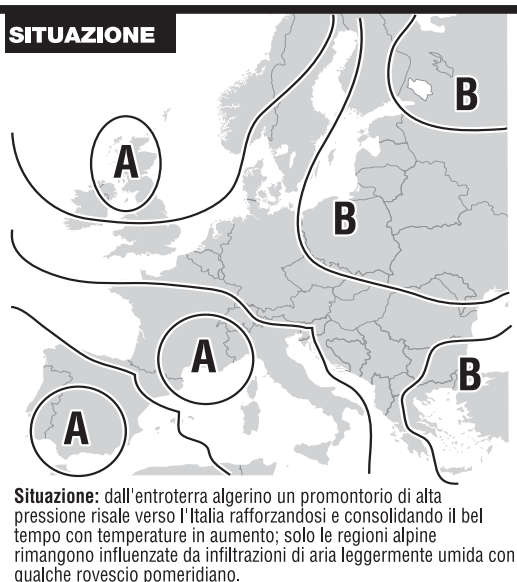 SITUAZIONE
B
A
B
A
B
A
Situazione: dall'entroterra algerino un promontorio di alta
pressione risale verso l'Italia rafforzandosi e consolidando il bel
tempo con temperature in aumento; solo le regioni alpine
rimangono influenzate da infiltrazioni di aria leggermente umida con
qualche rovescio pomeridiano.